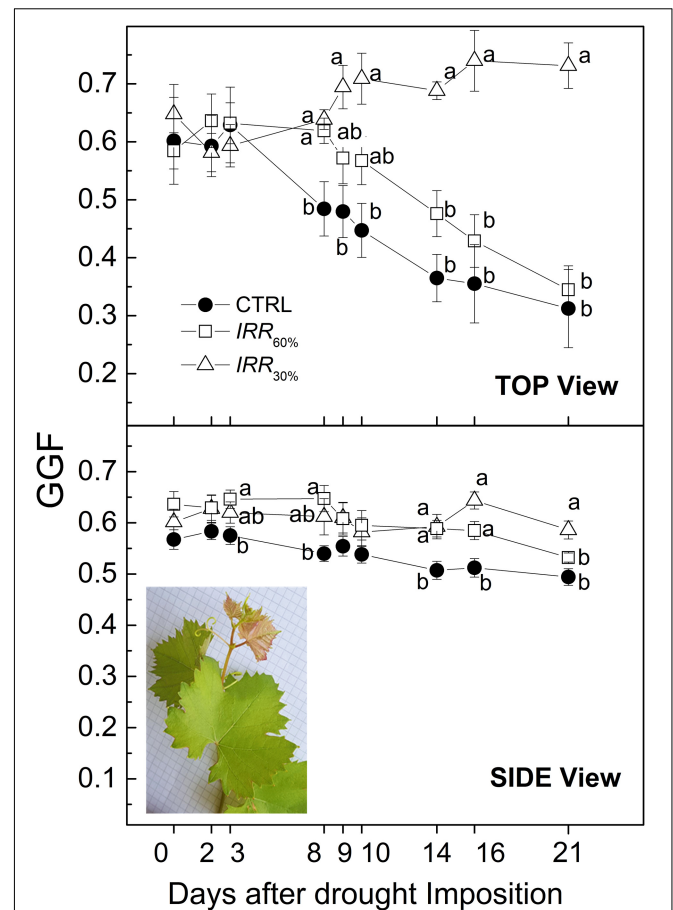 0.7
a
a
a
a
a
0.6
a
a
ab
ab
0.5
b
b
b
b
b
0.4
b
b
b
b
0.3
b
CTRL
IRR60%
IRR30%
0.2
TOP View
GGF
0.7
a
a
a
a
a
0.6
ab
ab
a
a
b
0.5
b
b
b
b
b
0.4
0.3
0.2
0.1
SIDE View
0 2 3 8 9 10 14 16 21
Days after drought Imposition